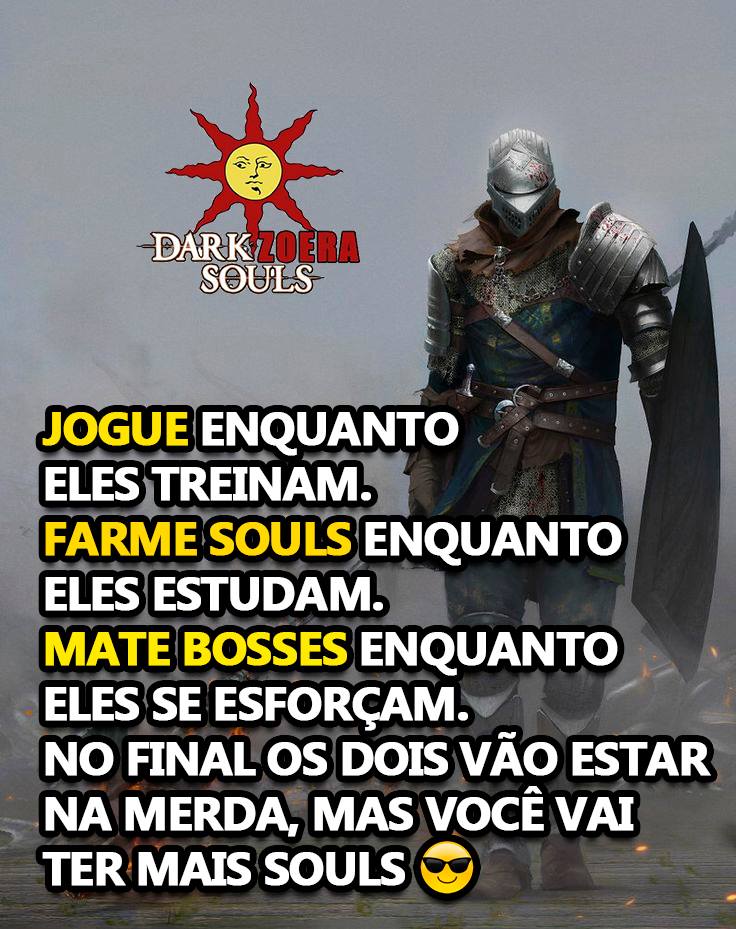 DARK ZOERA
SOULS
JOGUE ENQUANTO
ELES TREINAM.
FARME SOULS ENQUANTO
ELES ESTUDAM.
MATE BOSSES ENQUANTO
ELES SE ESFORÇAM.
NO FINAL OS DOIS VÃO ESTAR
NA MERDA, MAS VOCÊ VAI
TER MAIS SOULS 😎